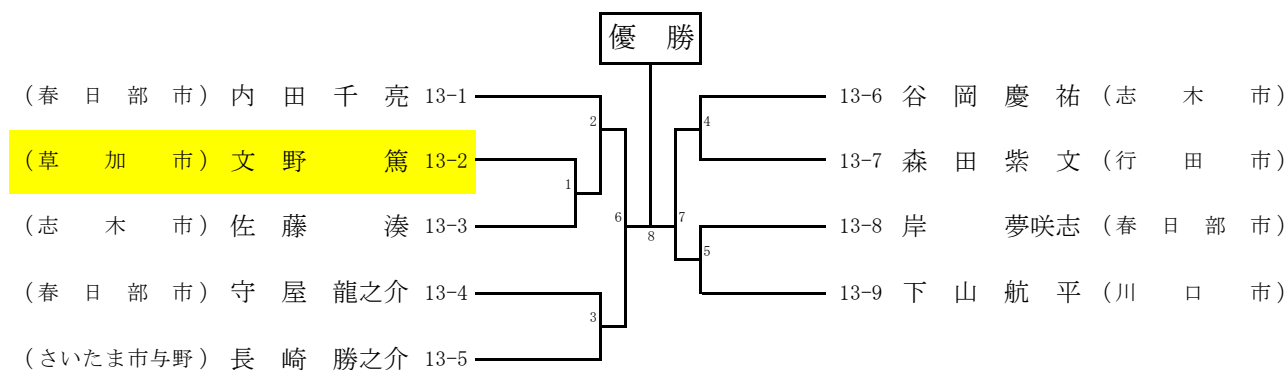 優 勝
(春日部市) 内田千亮 13-1
13-6 谷岡慶祐 (志木市)
2
4
(草加市) 文野 篤 13-2
13-7 森田紫文 (行田市)
1
(志木市) 佐藤 湊 13-3
6
8
7
13-8 岸 夢咲志 (春日部市)
5
(春日部市) 守屋龍之介 13-4
13-9 下山航平 (川口市)
3
(さいたま市与野) 長崎勝之介 13-5